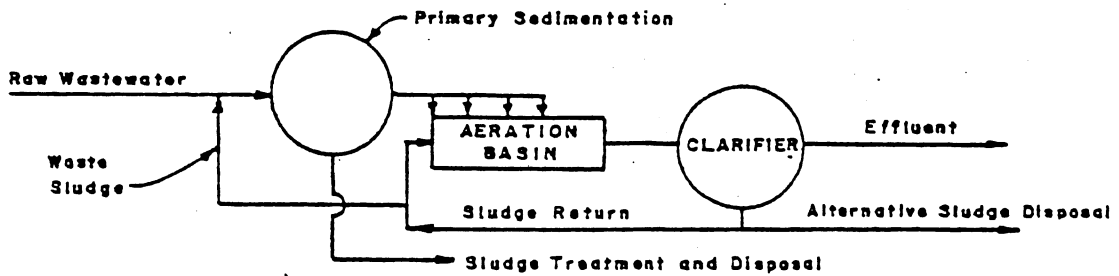 Primary Sedimentation
Raw Wastewater
AERATION
BASIN
CLARIFIER
Effluent
Waste
Sludge
Sludge Return
Alternative Sludge Disposal
Sludge Treatment and Disposal